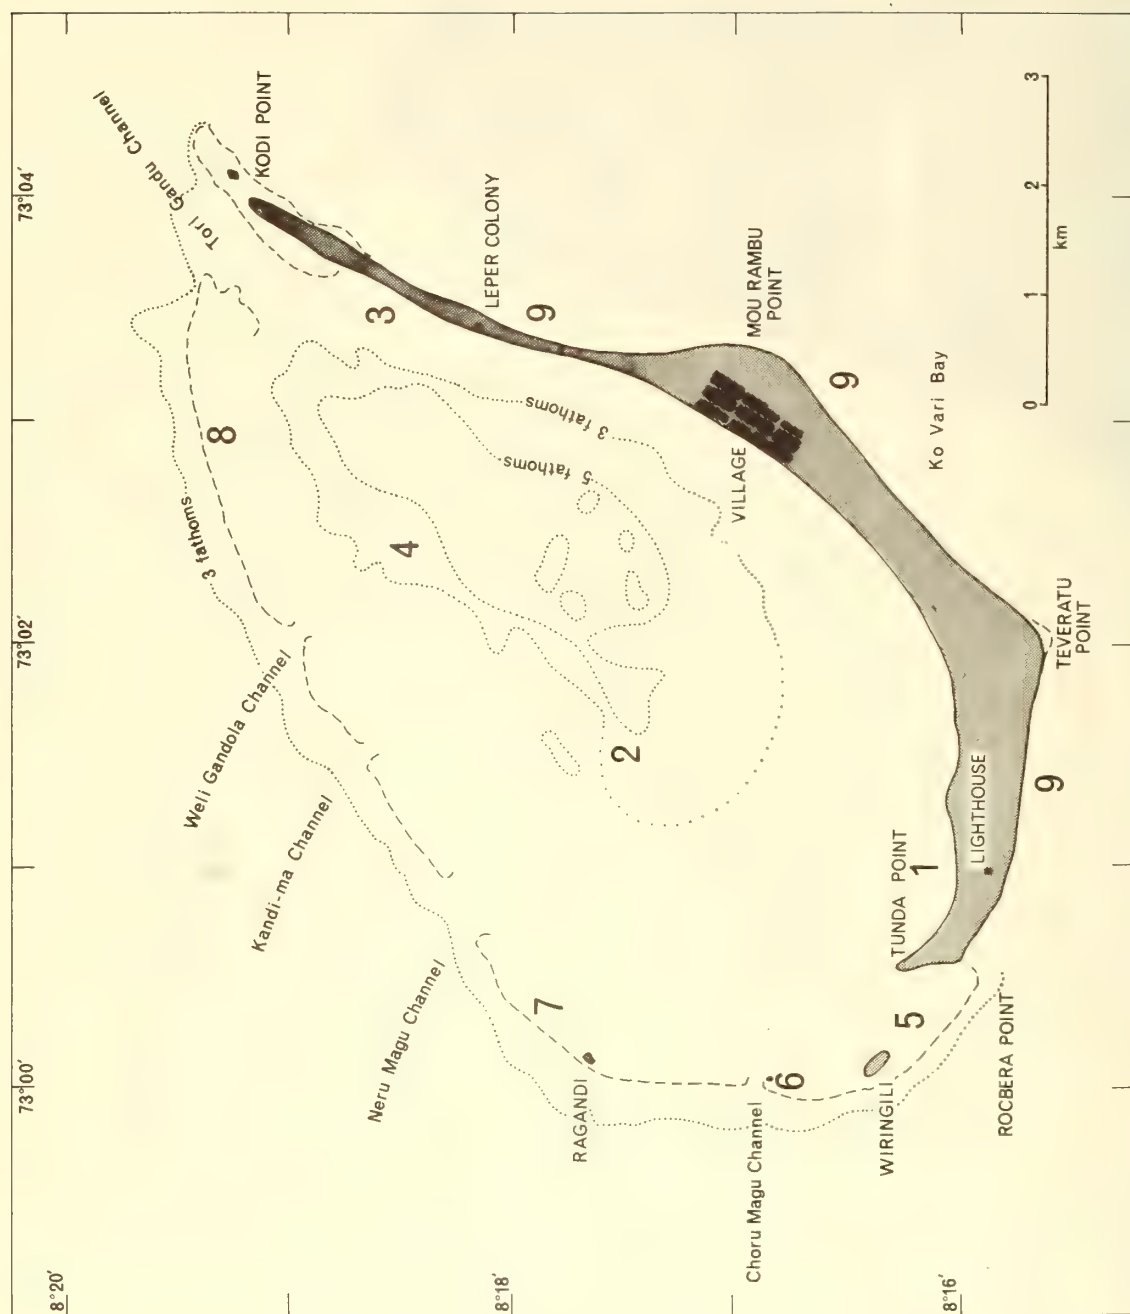 73°00'
73°02'
73°04'
8°20'
Tori Gandu Channel
KODI POINT
3 fathoms
8
Weli Gandola Channel
Kandi-ma Channel
Neru Magu Channel
4
3
LEPER COLONY
8°18'
3 fathoms
5 fathoms
9
7
RAGANDI
2
VILLAGE
MOU RAMBU
POINT
Choru Magu Channel
6
9
WIRINGILI
5
TUNDA POINT
1
Ko Vari Bay
8°16'
LIGHTHOUSE
ROCBERA POINT
9
TEVERATU
POINT
0
1
2
3
km